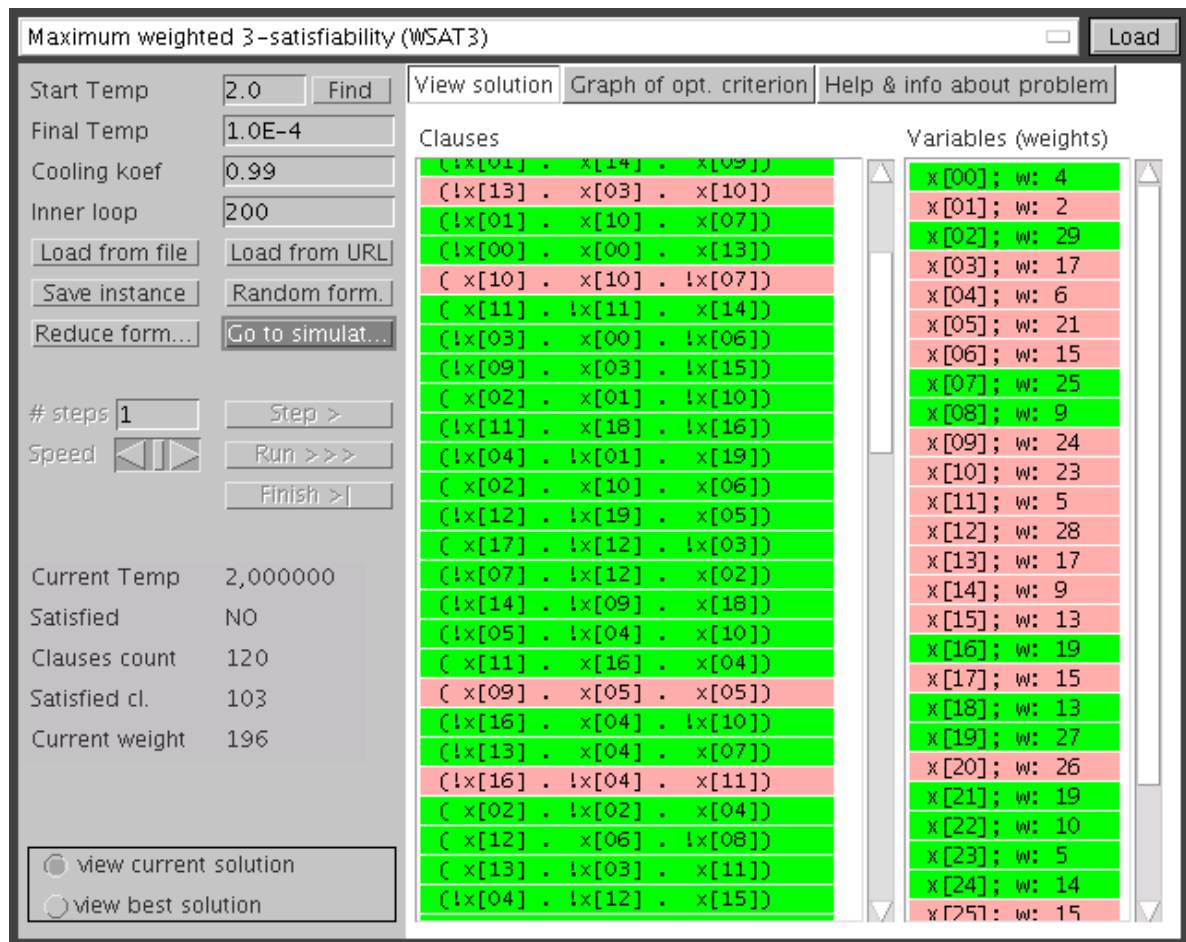 Maximum weighted 3-satisfiability (WSAT3)
Load
Start Temp 2.0 Find
Final Temp 1.0E-4
Cooling koef 0.99
Inner loop 200
Load from file Load from URL
Save instance Random form.
Reduce form... Go to simulat...
# steps 1 Step >
Speed Run >>>
Finish >|
Current Temp 2,000000
Satisfied NO
Clauses count 120
Satisfied cl. 103
Current weight 196
view current solution
view best solution
View solution Graph of opt. criterion Help & info about problem
Clauses
(!x[01] . x[14] . x[09])
(!x[13] . x[03] . x[10])
(!x[01] . x[10] . x[07])
(!x[00] . x[00] . x[13])
( x[10] . x[10] . !x[07])
( x[11] . !x[11] . x[14])
(!x[03] . x[00] . !x[06])
(!x[09] . x[03] . !x[15])
( x[02] . x[01] . !x[10])
(!x[11] . x[18] . !x[16])
(!x[04] . !x[01] . x[19])
( x[02] . x[10] . x[06])
(!x[12] . !x[19] . x[05])
( x[17] . !x[12] . !x[03])
(!x[07] . !x[12] . x[02])
(!x[14] . !x[09] . x[18])
(!x[05] . !x[04] . x[10])
( x[11] . x[16] . x[04])
( x[09] . x[05] . x[05])
(!x[16] . x[04] . !x[10])
(!x[13] . x[04] . x[07])
(!x[16] . !x[04] . x[11])
( x[02] . !x[02] . x[04])
( x[12] . x[06] . !x[08])
( x[13] . !x[03] . x[11])
(!x[04] . !x[12] . x[15])
Variables (weights)
x[00]; w: 4
x[01]; w: 2
x[02]; w: 29
x[03]; w: 17
x[04]; w: 6
x[05]; w: 21
x[06]; w: 15
x[07]; w: 25
x[08]; w: 9
x[09]; w: 24
x[10]; w: 23
x[11]; w: 5
x[12]; w: 28
x[13]; w: 17
x[14]; w: 9
x[15]; w: 13
x[16]; w: 19
x[17]; w: 15
x[18]; w: 13
x[19]; w: 27
x[20]; w: 26
x[21]; w: 19
x[22]; w: 10
x[23]; w: 5
x[24]; w: 14
x[25]; w: 15